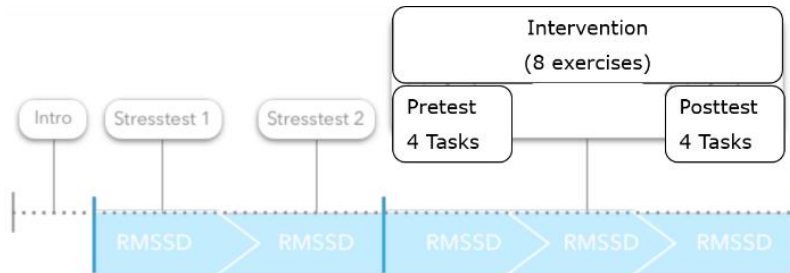 Intervention
(8 exercises)
Pretest
4 Tasks
Posttest
4 Tasks
Intro
Stresstest 1
Stresstest 2
RMSSD
RMSSD
RMSSD
RMSSD
RMSSD